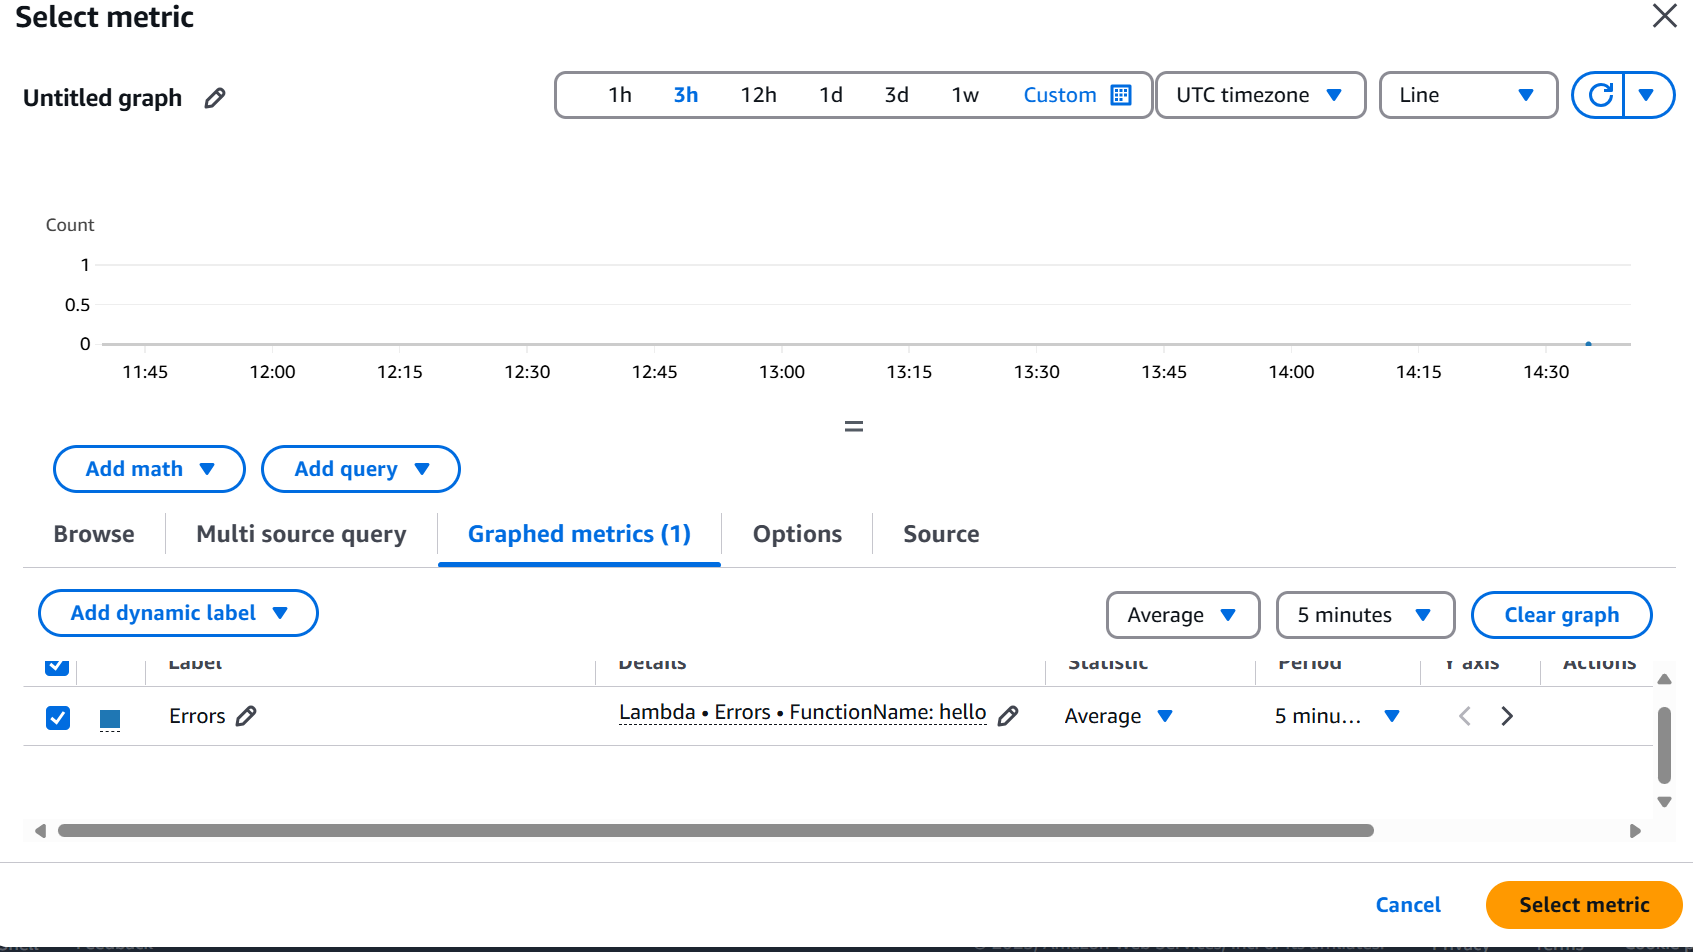 Select metric
Untitled graph
1h 3h 12h 1d 3d 1w Custom UTC timezone Line
Count
1
0.5
0
11:45 12:00 12:15 12:30 12:45 13:00 13:15 13:30 13:45 14:00 14:15 14:30
Add math Add query
Browse Multi source query Graphed metrics (1) Options Source
Add dynamic label Average 5 minutes Clear graph
Label Details Statistic Period Y axis Actions
Errors Lambda • Errors • FunctionName: hello Average 5 minu...
Cancel Select metric